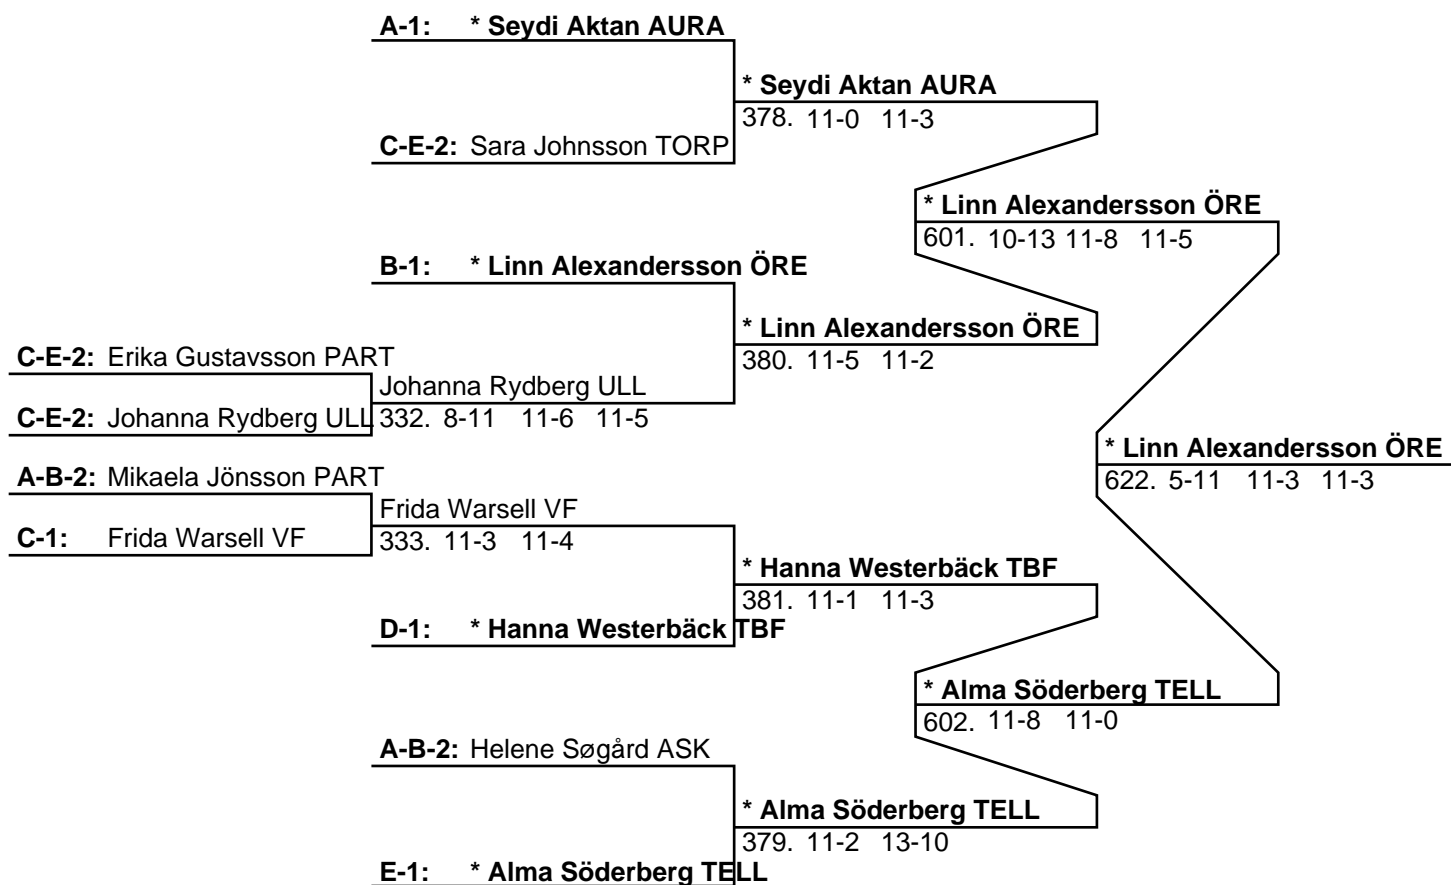 A-1: * Seydi Aktan AURA
* Seydi Aktan AURA
378. 11-0 11-3
C-E-2: Sara Johnsson TORP
* Linn Alexandersson ÖRE
601. 10-13 11-8 11-5
B-1: * Linn Alexandersson ÖRE
* Linn Alexandersson ÖRE
380. 11-5 11-2
C-E-2: Erika Gustavsson PART
Johanna Rydberg ULL
C-E-2: Johanna Rydberg ULL 332. 8-11 11-6 11-5
* Linn Alexandersson ÖRE
622. 5-11 11-3 11-3
A-B-2: Mikaela Jönsson PART
Frida Warsell VF
C-1: Frida Warsell VF 333. 11-3 11-4
* Hanna Westerbäck TBF
381. 11-1 11-3
D-1: * Hanna Westerbäck TBF
* Alma Söderberg TELL
602. 11-8 11-0
A-B-2: Helene Søgård ASK
* Alma Söderberg TELL
379. 11-2 13-10
E-1: * Alma Söderberg TELL